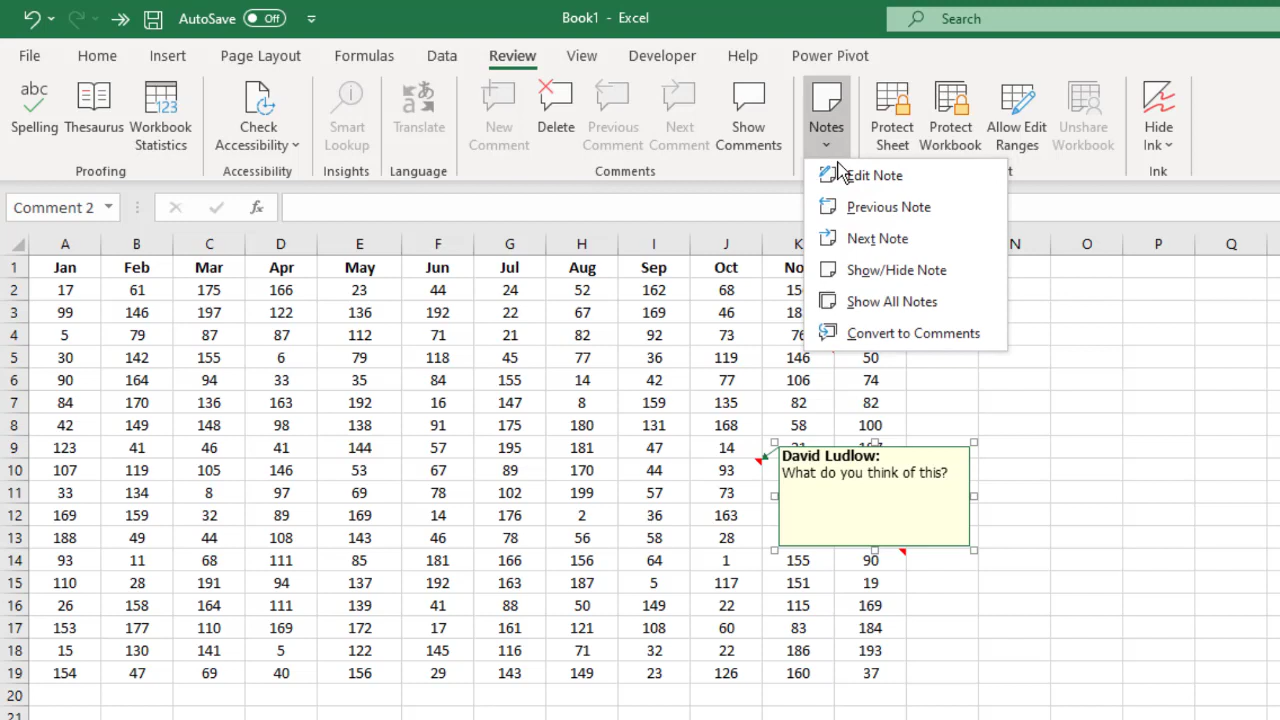 AutoSave Off Book1 - Excel Search
File Home Insert Page Layout Formulas Data Review View Developer Help Power Pivot
Spelling
Thesaurus
Workbook Statistics
Proofing
Check Accessibility
Accessibility
Smart Lookup
Insights
Translate
Language
New Comment
Delete
Previous Comment
Next Comment
Show Comments
Comments
Notes
Protect Sheet
Protect Workbook
Allow Edit Ranges
Unshare Workbook
Hide Ink
Ink
Edit Note
Previous Note
Next Note
Show/Hide Note
Show All Notes
Convert to Comments
Comment 2 fx
A B C D E F G H I J K N O P Q
1 Jan Feb Mar Apr May Jun Jul Aug Sep Oct
2 17 61 175 166 23 44 24 52 162 68
3 99 146 197 122 136 192 22 67 169 46
4 5 79 87 87 112 71 21 82 92 73
5 30 142 155 6 79 118 45 77 36 119 146 50
6 90 164 94 33 35 84 155 14 42 77 106 74
7 84 170 136 163 192 16 147 8 159 135 82 82
8 42 149 148 98 138 91 175 180 131 168 58 100
9 123 41 46 41 144 57 195 181 47 14
10 107 119 105 146 53 67 89 170 44 93
11 33 134 8 97 69 78 102 199 57 73
12 169 159 32 89 169 14 176 2 36 163
13 188 49 44 108 143 46 78 56 58 28
David Ludlow:
What do you think of this?
14 93 11 68 111 85 181 166 156 64 1 155 90
15 110 28 191 94 137 192 163 187 5 117 151 19
16 26 158 164 111 139 41 88 50 149 22 115 169
17 153 177 110 169 172 17 161 121 108 60 83 184
18 15 130 141 5 122 145 116 71 32 22 186 193
19 154 47 69 40 156 29 143 149 23 126 160 37
20
21